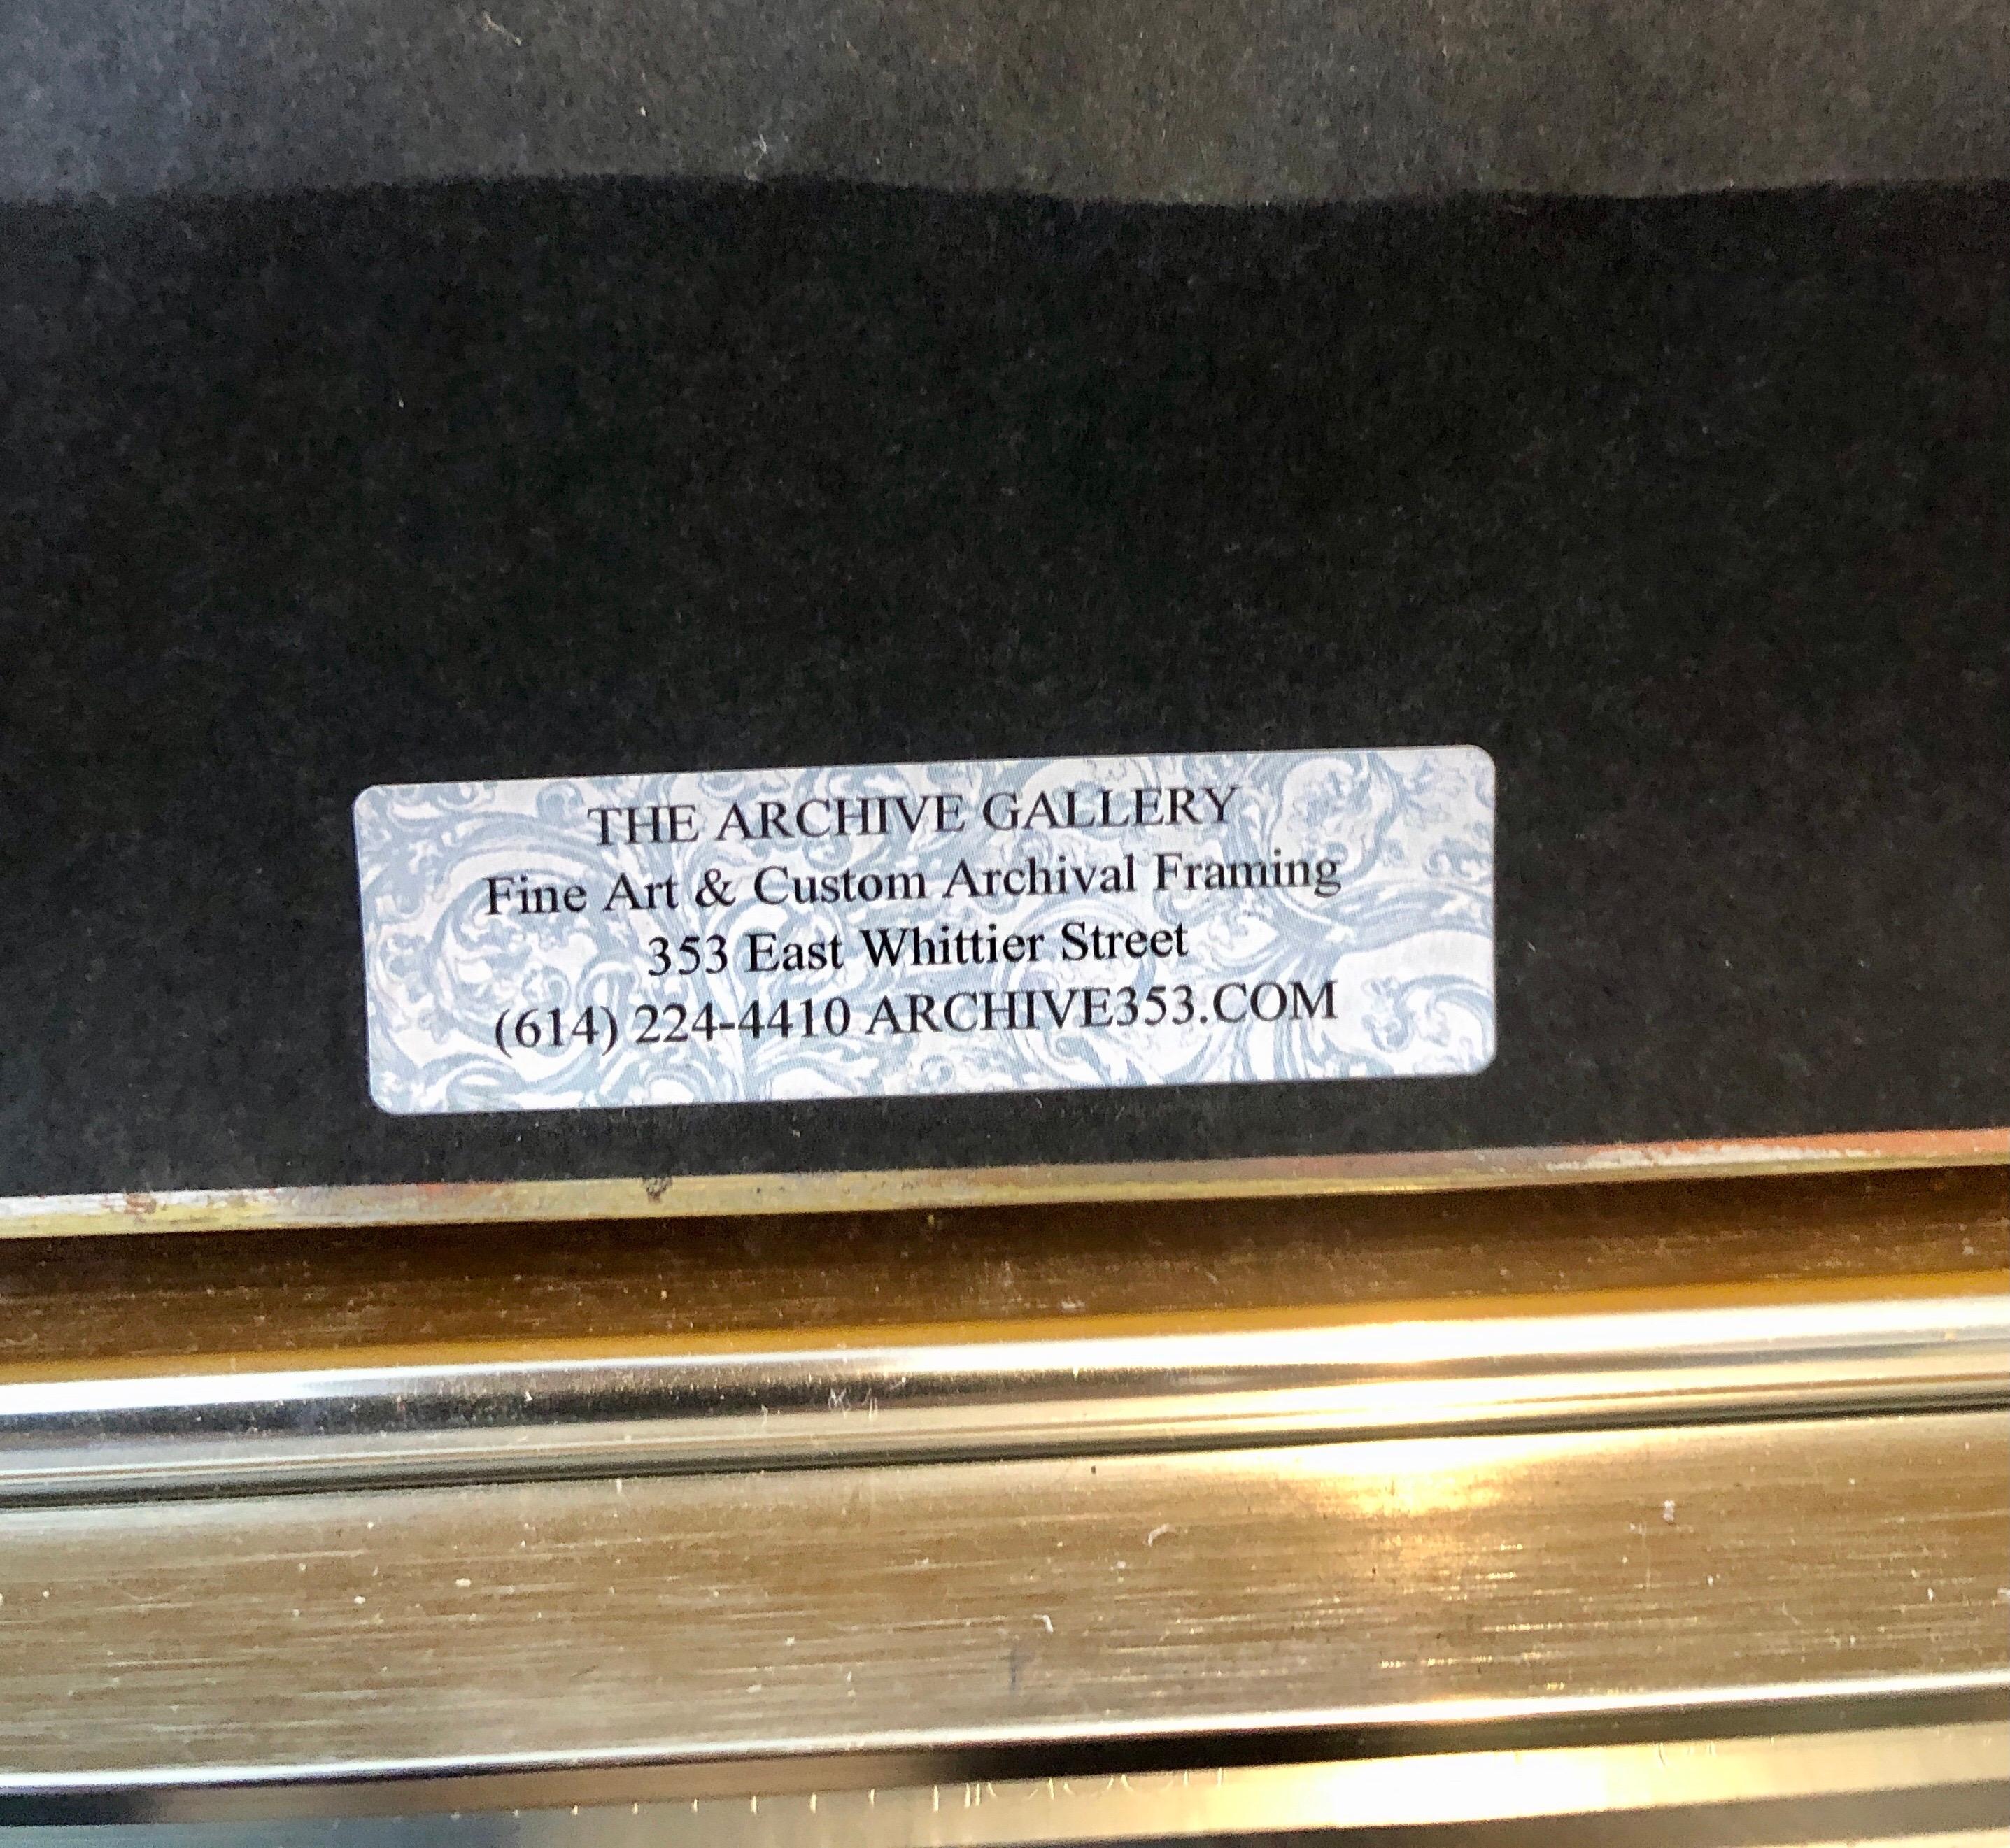 THE ARCHIVE GALLERY
Fine Art & Custom Archival Framing
353 East Whittier Street
(614) 224-4410 ARCHIVE353.COM